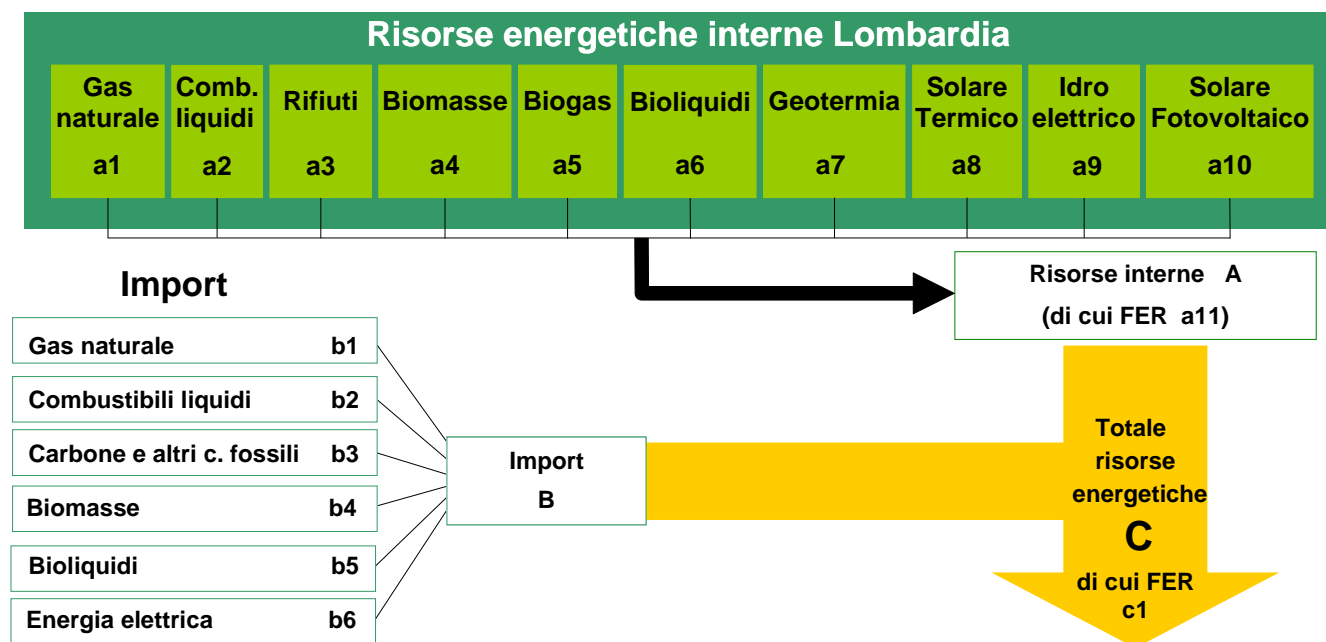 Risorse energetiche interne Lombardia
Gas naturale a1
Comb. liquidi a2
Rifiuti a3
Biomasse a4
Biogas a5
Bioliquidi a6
Geotermia a7
Solare Termico a8
Idro elettrico a9
Solare Fotovoltaico a10
Risorse interne A
(di cui FER a11)
Import
Gas naturale b1
Combustibili liquidi b2
Carbone e altri c. fossili b3
Biomasse b4
Bioliquidi b5
Energia elettrica b6
Import
B
Totale
risorse
energetiche
C
di cui FER
c1